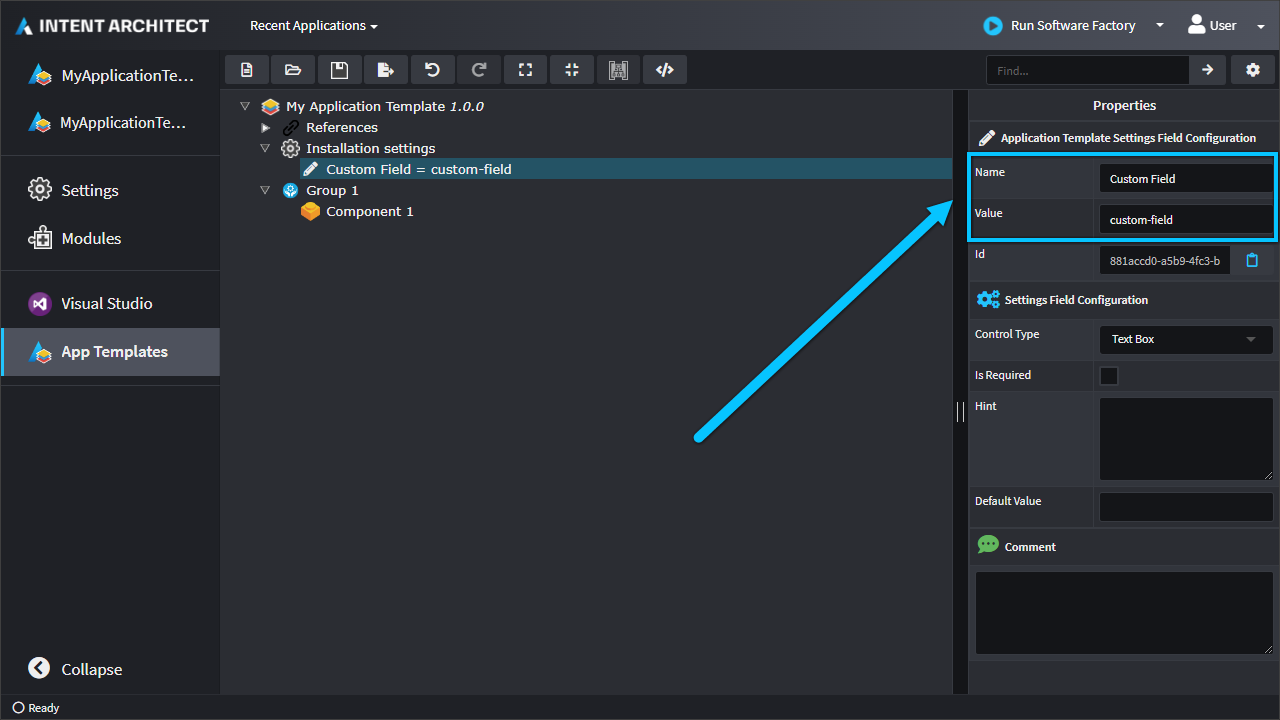 INTENT ARCHITECT
Recent Applications
Run Software Factory
User
MyApplicationTe...
MyApplicationTe...
Settings
Modules
Visual Studio
App Templates
Collapse
Find...
My Application Template 1.0.0
References
Installation settings
Custom Field = custom-field
Group 1
Component 1
Properties
Application Template Settings Field Configuration
Name
Custom Field
Value
custom-field
Id
881accd0-a5b9-4fc3-b
Settings Field Configuration
Control Type
Text Box
Is Required
Hint
Default Value
Comment
Ready